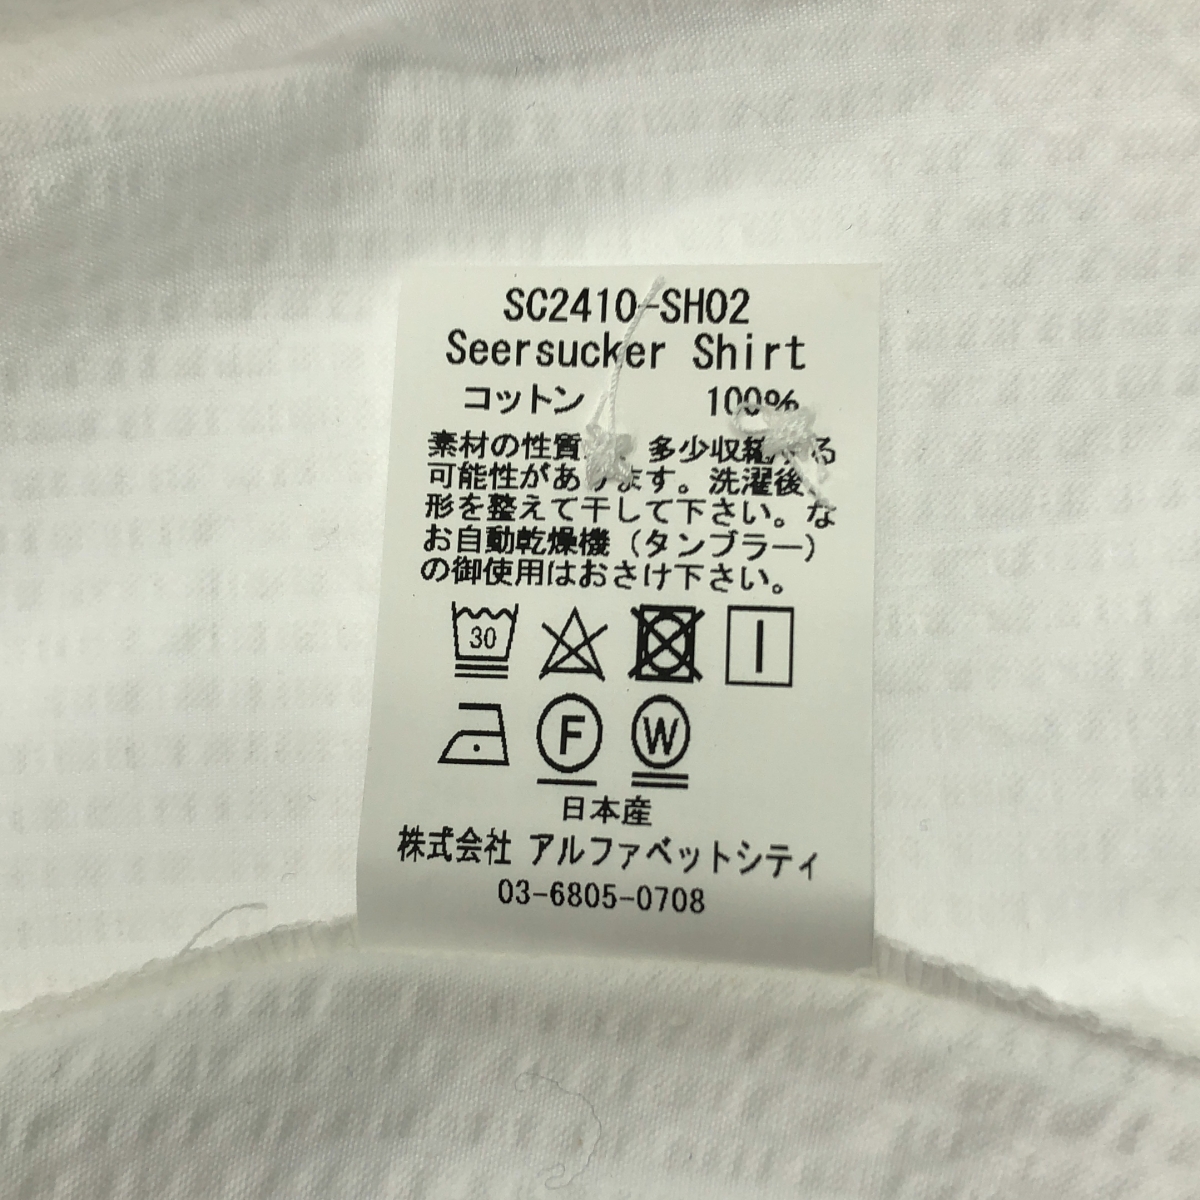 SC2410-SH02
Seersucker Shirt
コットン 100%
素材の性質 、多少収縮 る
可能性があります。洗濯後、
形を整えて干して下さい。な
お自動乾燥機（タンブラー）
の御使用はおさけ下さい。
30
F W
日本産
株式会社 アルファベットシティ
03-6805-0708